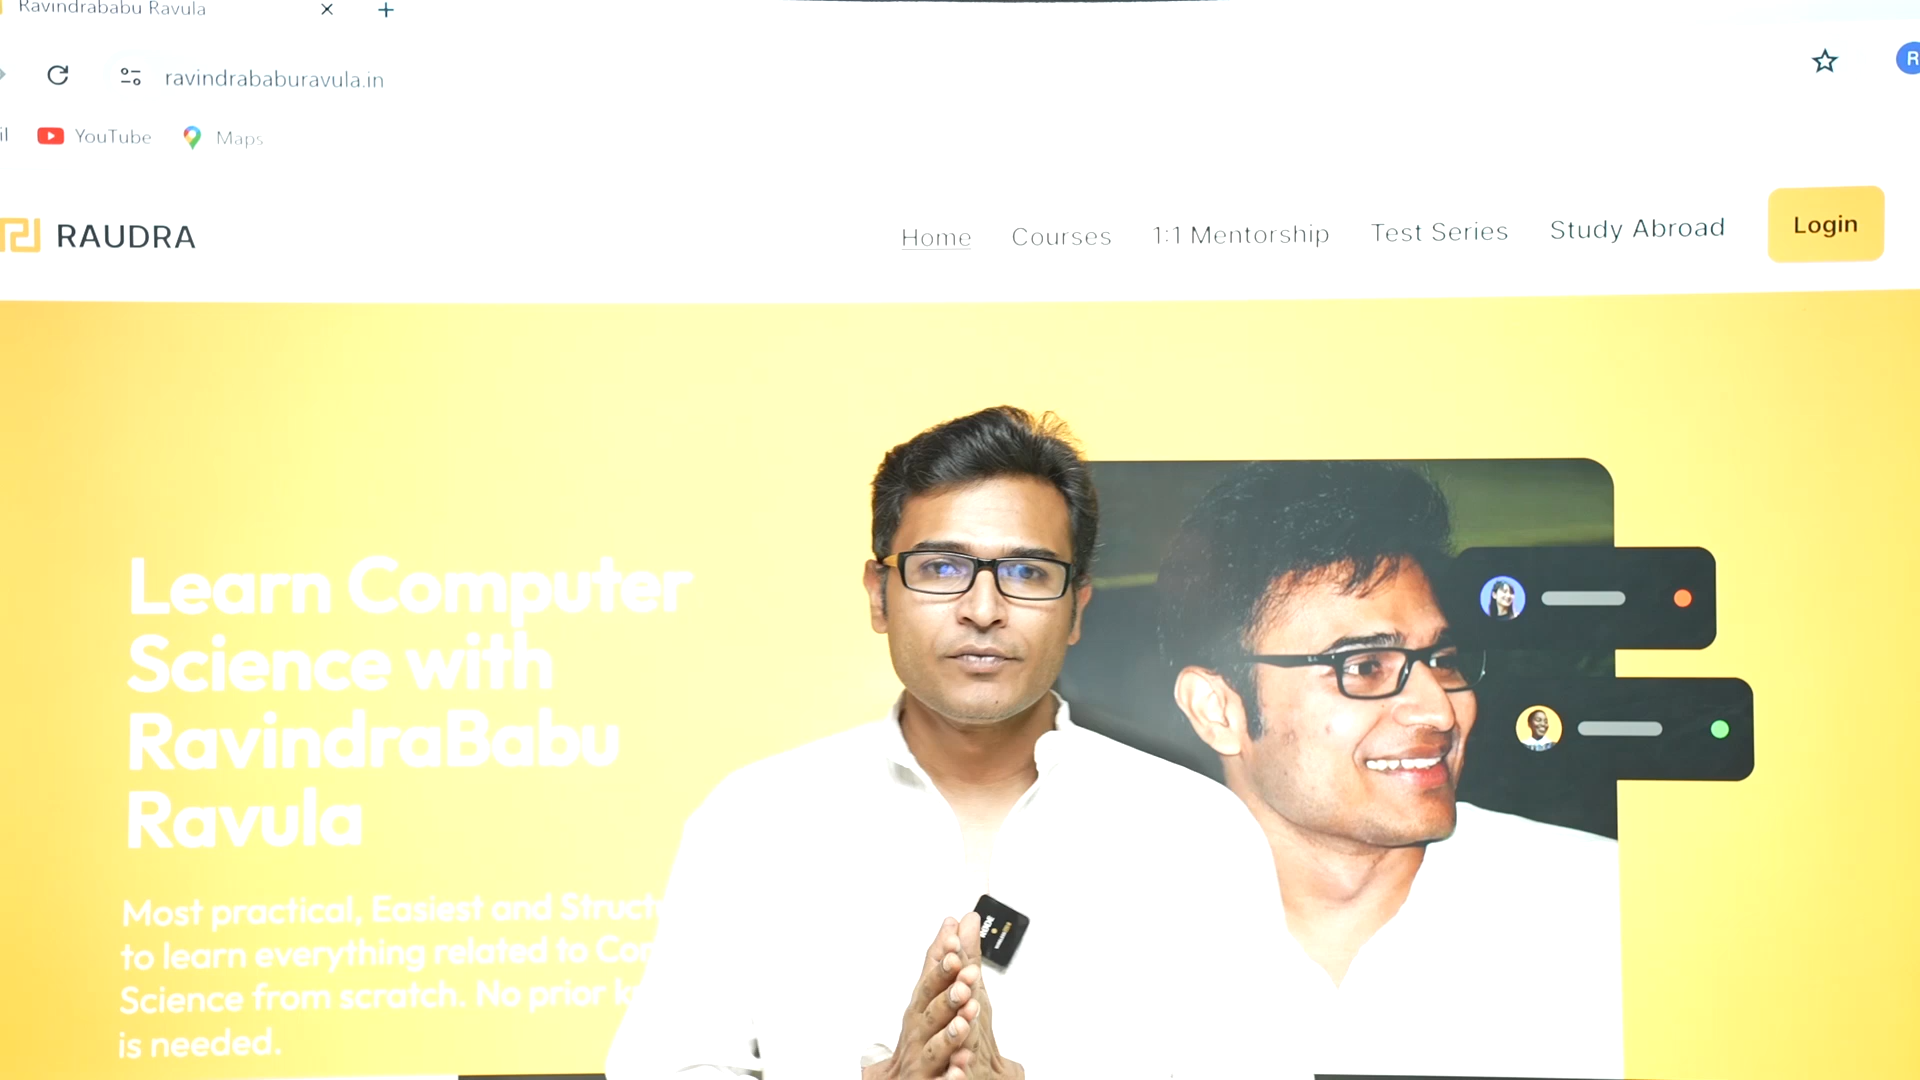 Ravindrababu Ravula
ravindrababuravula.in
R
YouTube
Maps
RAUDRA
Home
Courses
1:1 Mentorship
Test Series
Study Abroad
Login
Learn Computer
Science with
RavindraBabu
Ravula
Most practical, Easiest and
to learn everything related to
Science from scratch. No prior
is needed.
RODE